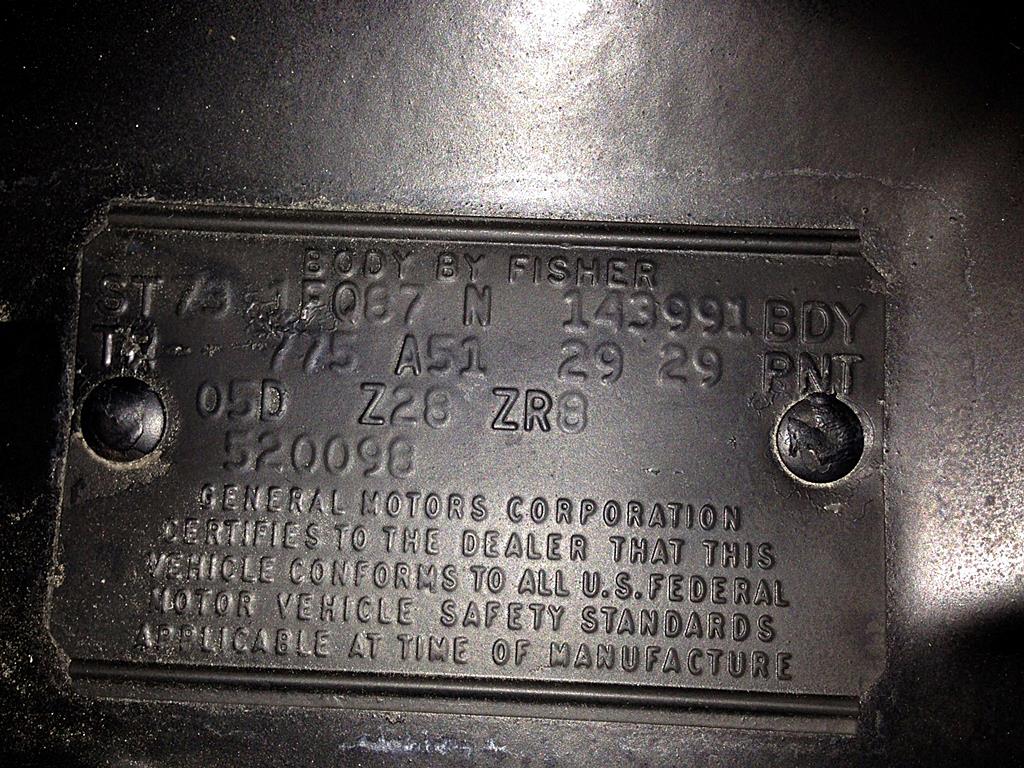 BODY BY FISHER
ST 73 1FQ87 N 143991 BDY
TR-- 775 A51 29 29 PNT
05D Z28 ZR8
520098
GENERAL MOTORS CORPORATION
CERTIFIES TO THE DEALER THAT THIS
VEHICLE CONFORMS TO ALL U.S. FEDERAL
MOTOR VEHICLE SAFETY STANDARDS
APPLICABLE AT TIME OF MANUFACTURE